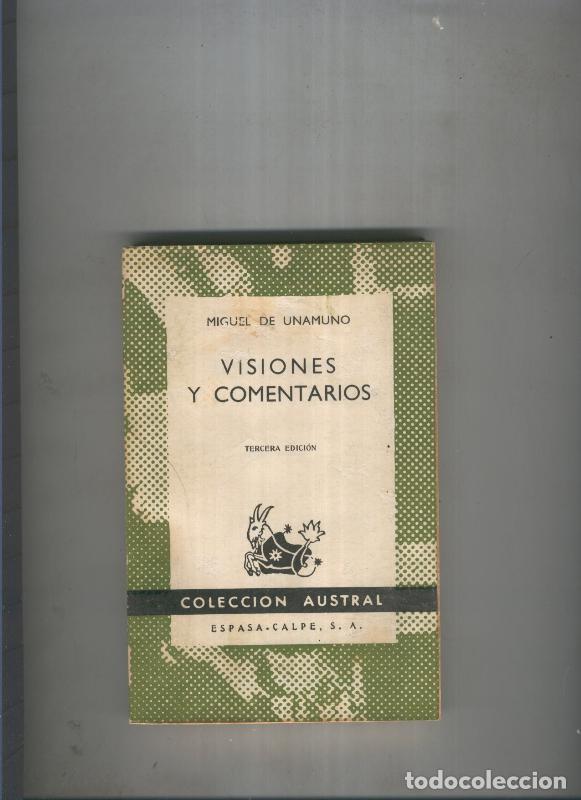 MIGUEL DE UNAMUNO
VISIONES
Y COMENTARIOS
TERCERA EDICIÓN
COLECCION AUSTRAL
ESPASA-CALPE, S. A.
todocoleccion